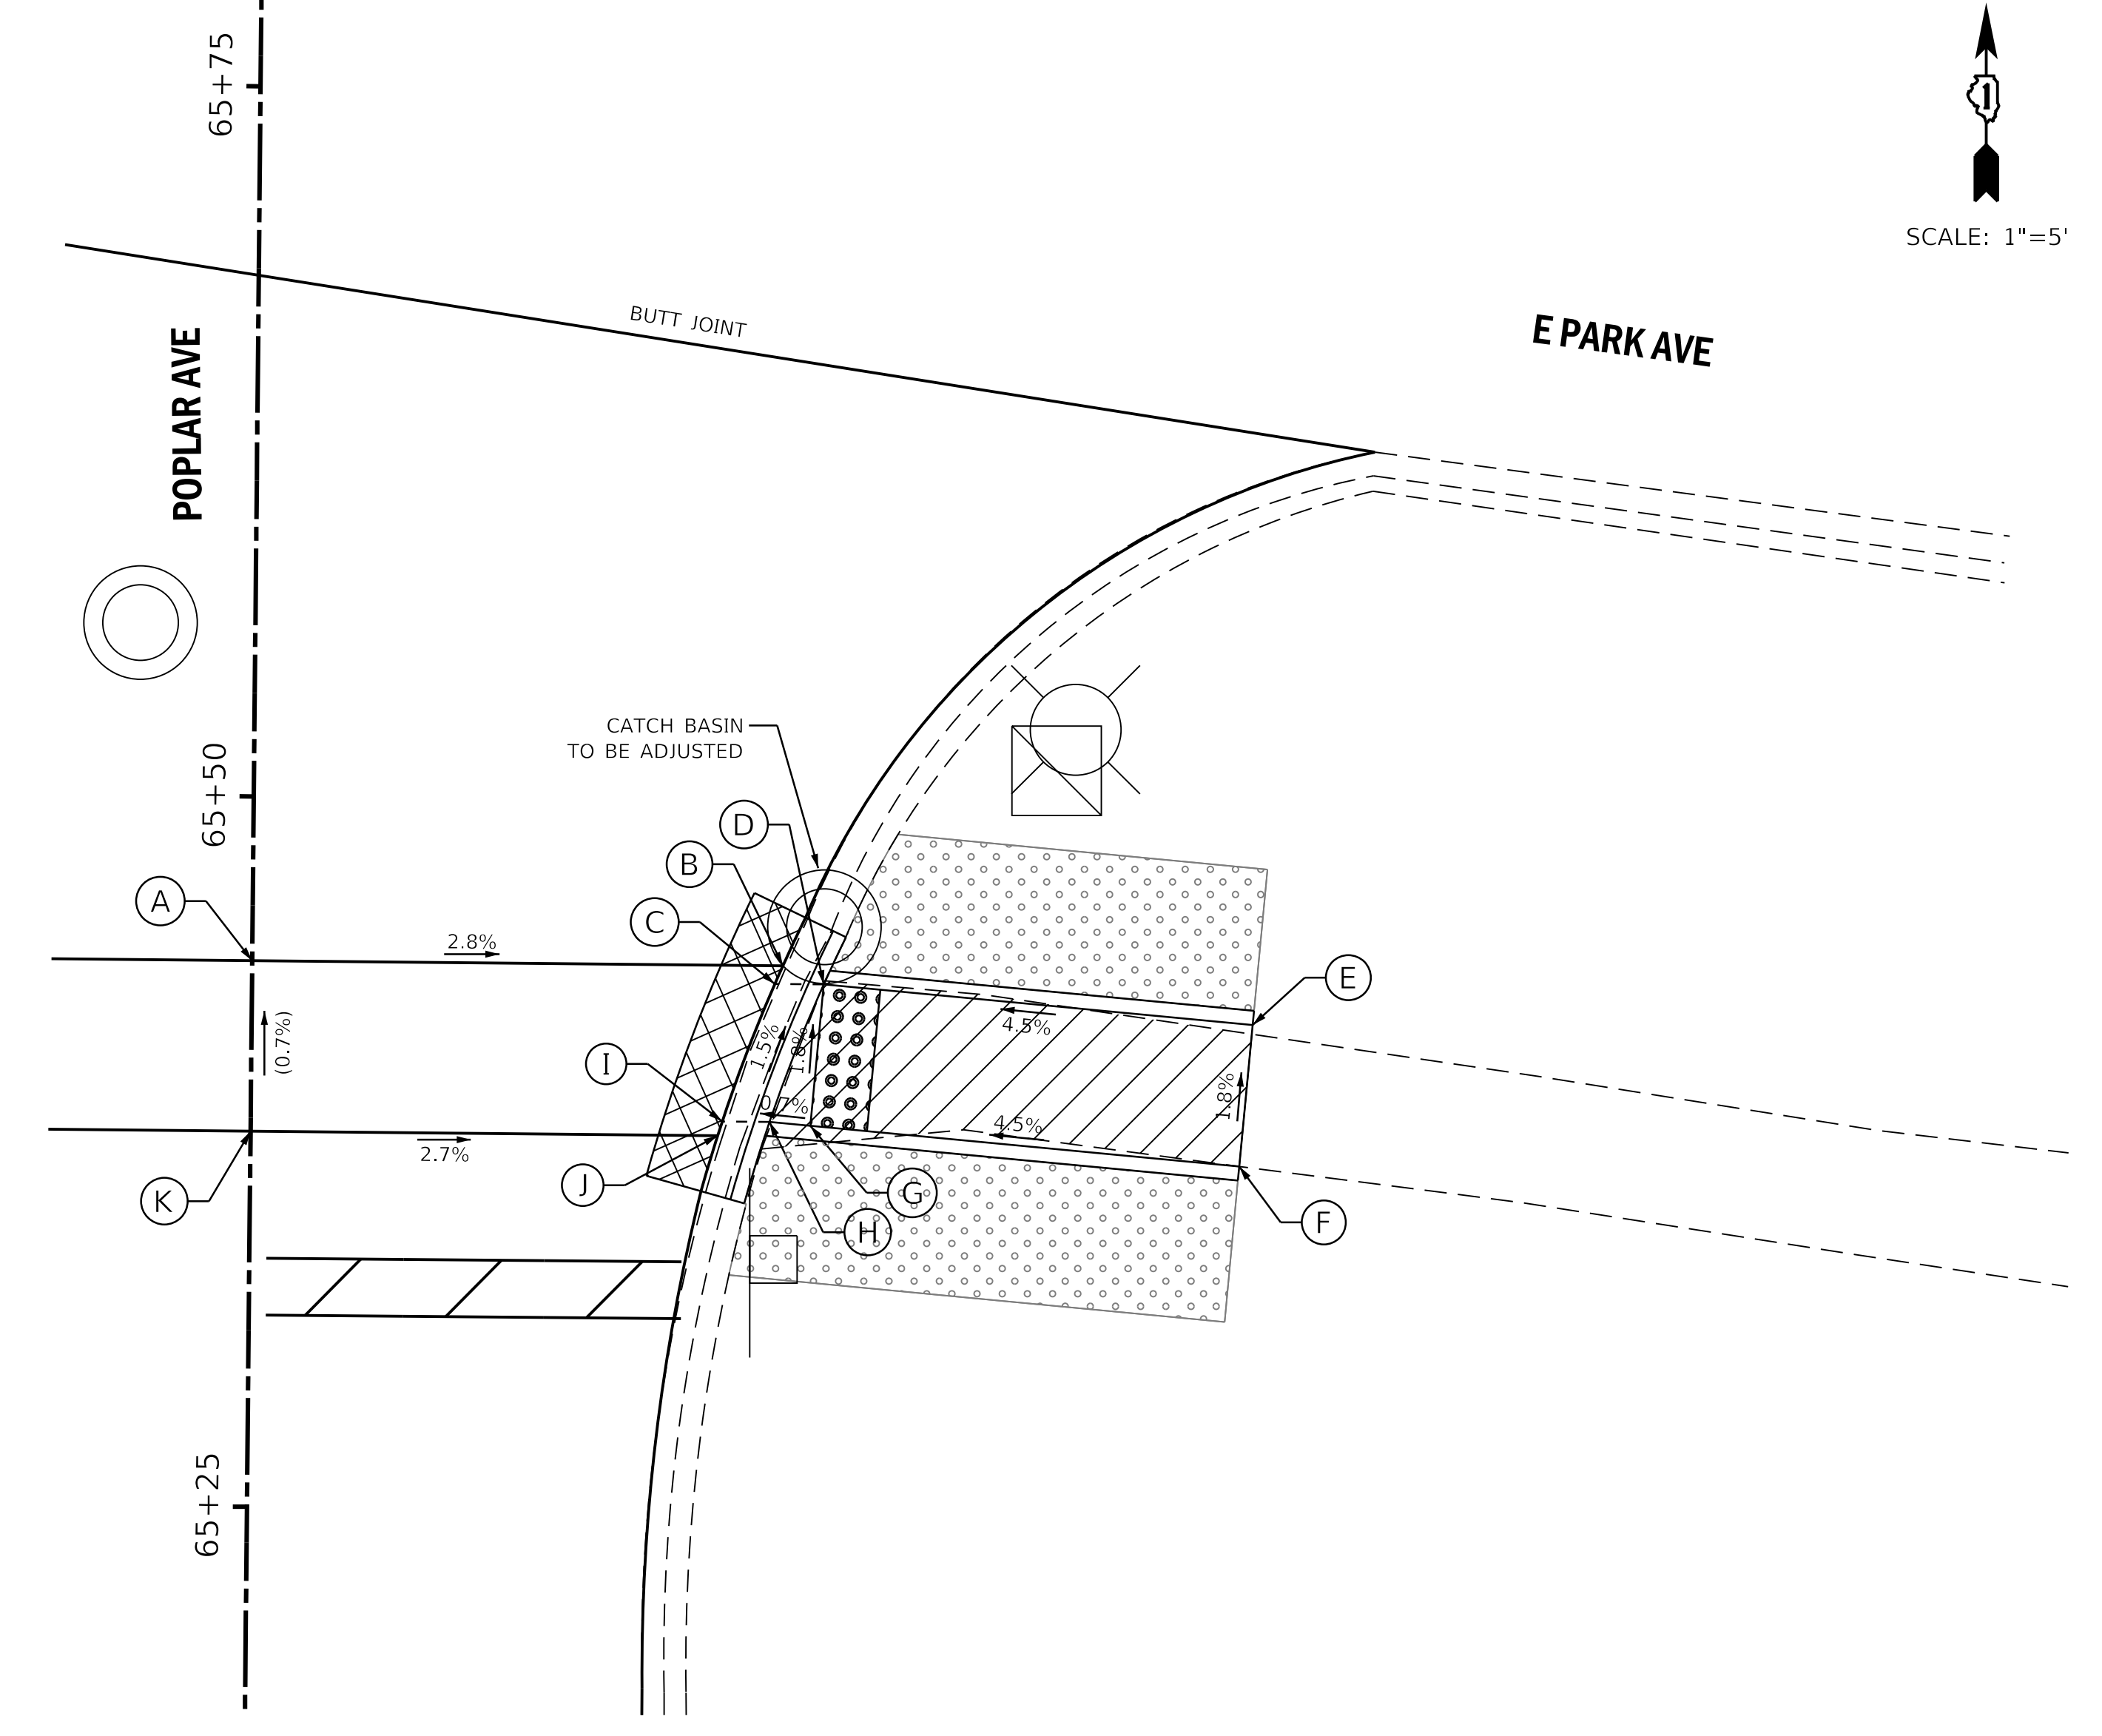 65+75
1
SCALE: 1"=5'
BUTT JOINT
E PARK AVE
POPLAR AVE
65+50
CATCH BASIN
TO BE ADJUSTED
D
B
A
C
2.8%
E
4.5%
(0.7%)
1.5%
1.8%
I
0.7%
1.8%
4.5%
2.7%
J
K
G
H
F
65+25